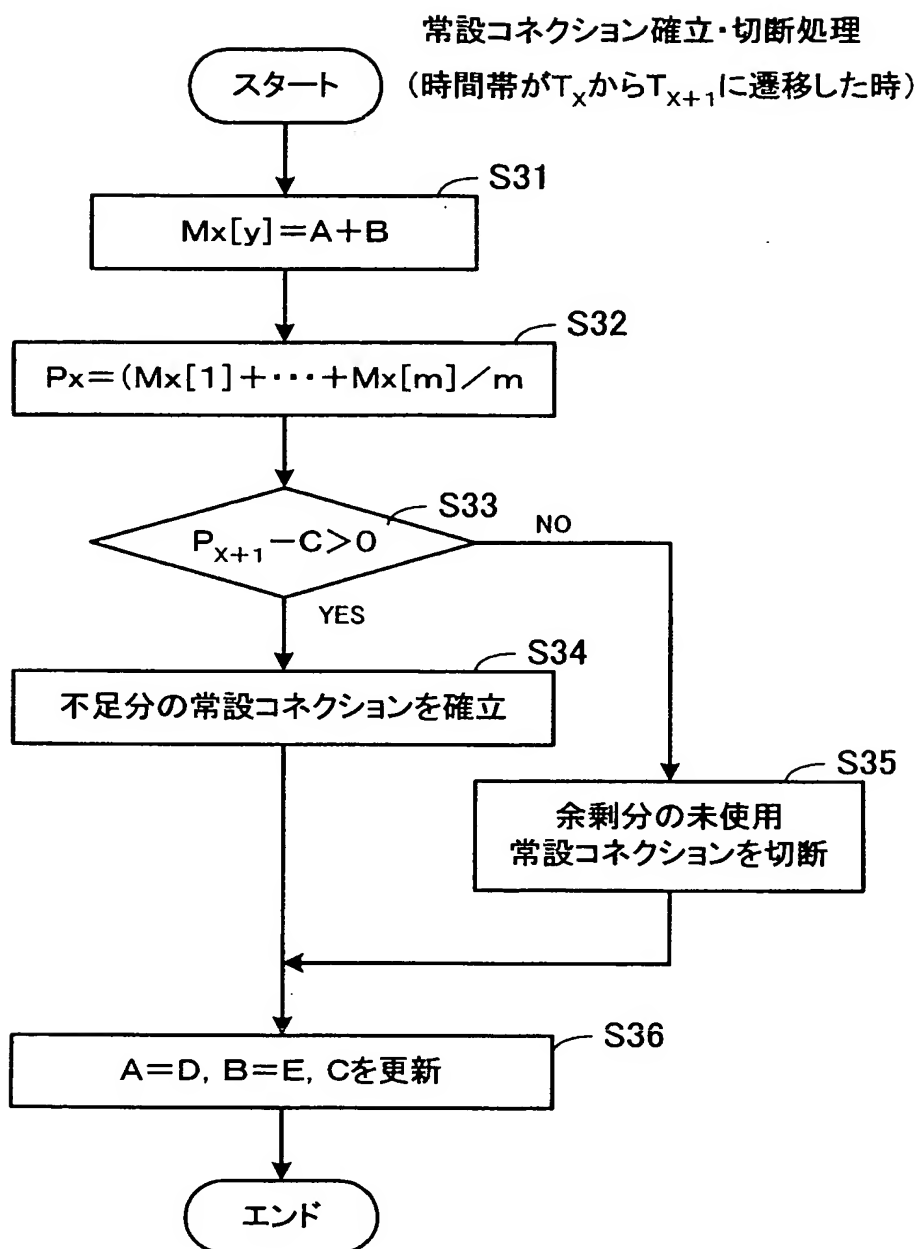 常設コネクション確立・切断処理
(時間帯がTxからTx+1に遷移した時)
スタート
S31
Mx[y]=A+B
S32
Px=(Mx[1]+···+Mx[m]/m
S33
PX+1-C>0
NO
YES
S34
不足分の常設コネクションを確立
S35
余剰分の未使用
常設コネクションを切断
S36
A=D, B=E, Cを更新
エンド